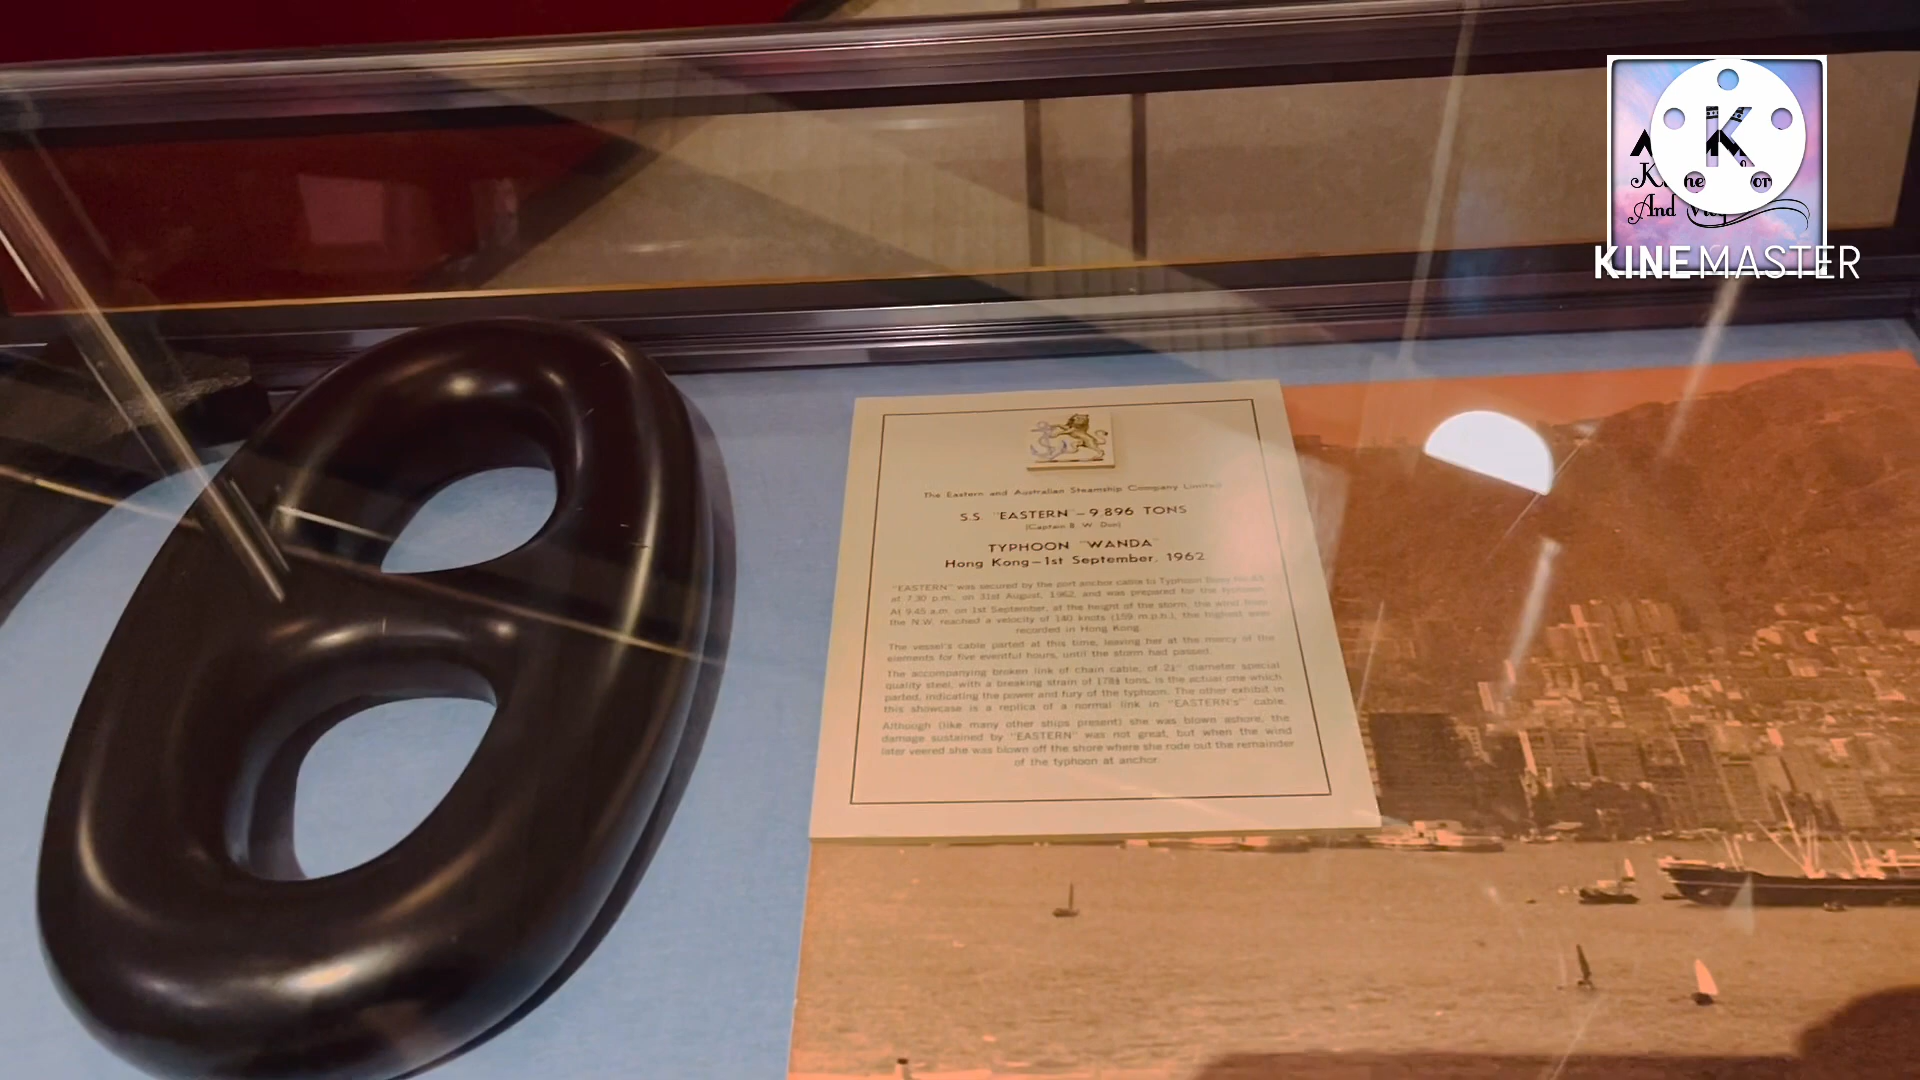 The Eastern and Australian Steamship Company Limited
S.S. "EASTERN" – 9,896 TONS
(Captain R. W. Dun)
TYPHOON "WANDA"
Hong Kong – 1st September, 1962
"EASTERN" was secured by the port anchor cable to Typhoon Buoy
at 7.30 p.m., on 31st August, 1962, and was prepared for the typhoon.
At 9.45 a.m. on 1st September, at the height of the storm, the wind from
the N.W. reached a velocity of 140 knots (159 m.p.h.), the highest ever
recorded in Hong Kong.
The vessel's cable parted at this time, leaving her at the mercy of the
elements for five eventful hours, until the storm had passed.
The accompanying broken link of chain cable, of 2¼" diameter special
quality steel, with a breaking strain of 178¾ tons, is the actual one which
parted, indicating the power and fury of the typhoon. The other exhibit in
this showcase is a replica of a normal link in "EASTERN's" cable.
Although (like many other ships present) she was blown ashore, the
damage sustained by "EASTERN" was not great, but when the wind
later veered she was blown off the shore where she rode out the remainder
of the typhoon at anchor.
K
And
KINEMASTER